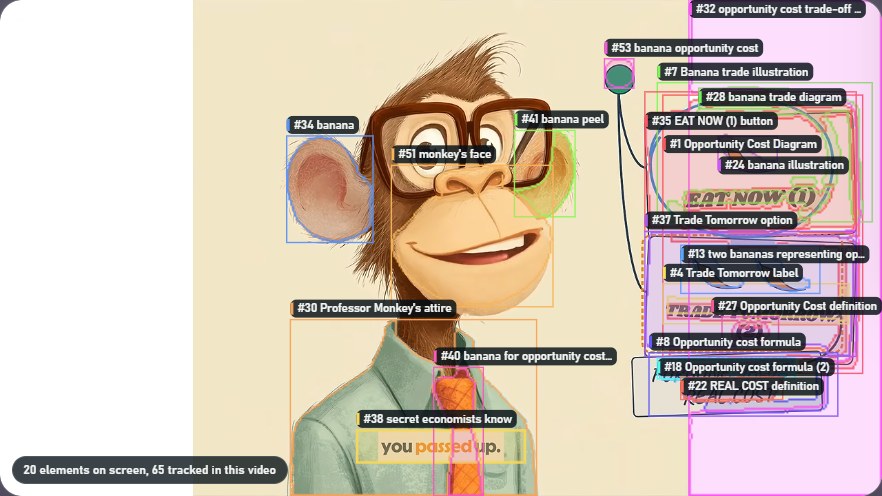 #32 opportunity cost trade-off ...
#53 banana opportunity cost
#7 Banana trade illustration
#28 banana trade diagram
#41 banana peel
#34 banana
#35 EAT NOW (1) button
#1 Opportunity Cost Diagram
#51 monkey's face
#24 banana illustration
EAT NOW (1)
#37 Trade Tomorrow option
#13 two bananas representing op...
#4 Trade Tomorrow label
#30 Professor Monkey's attire
#27 Opportunity Cost definition
(2)
#8 Opportunity cost formula
#40 banana for opportunity cost...
#18 Opportunity cost formula (2)
#22 REAL COST definition
REAL COST
#38 secret economists know
you passed up.
20 elements on screen, 65 tracked in this video